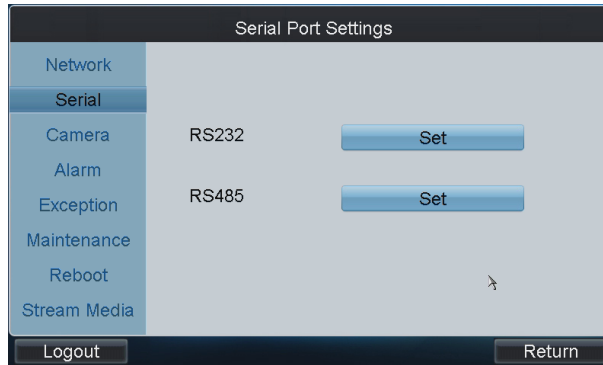 Serial Port Settings
Network
Serial
Camera
Alarm
Exception
Maintenance
Reboot
Stream Media
RS232 Set
RS485 Set
Logout Return